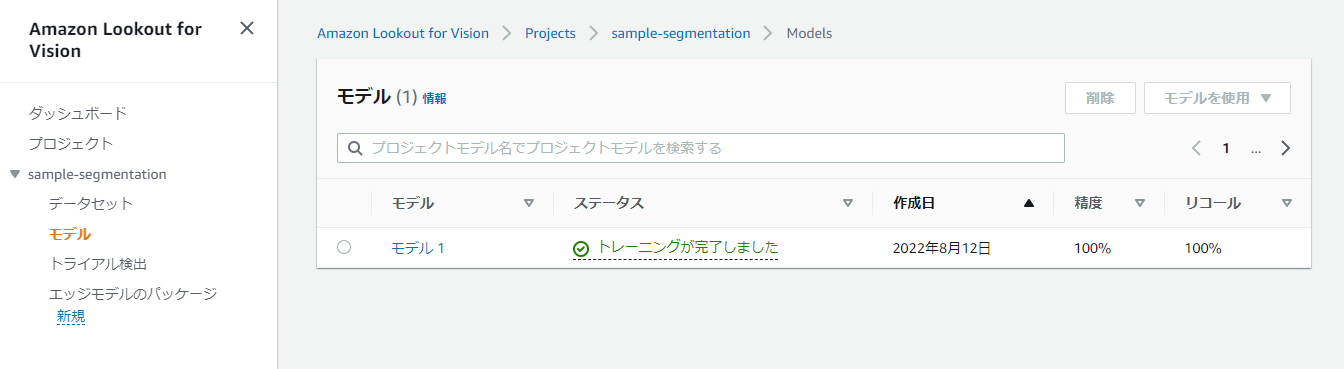 Amazon Lookout for
Vision
ダッシュボード
プロジェクト
sample-segmentation
データセット
モデル
トライアル検出
エッジモデルのパッケージ
新規
Amazon Lookout for Vision Projects sample-segmentation Models
モデル (1) 情報
削除 モデルを使用
プロジェクトモデル名でプロジェクトモデルを検索する
1 ...
モデル ステータス 作成日 精度 リコール
モデル 1 トレーニングが完了しました 2022年8月12日 100% 100%